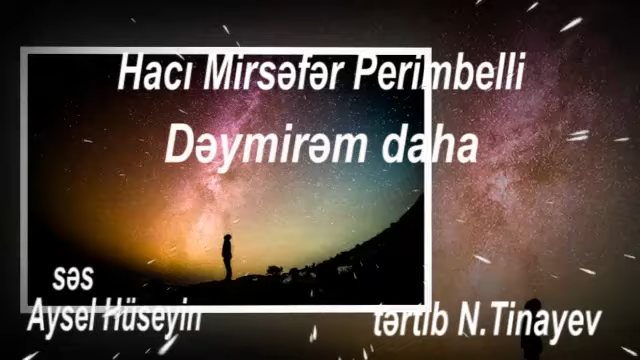 Hacı Mirsəfər Perimbelli
Dəymirəm daha
səs
Aysel Hüseyin
tərtib N.Tinayev